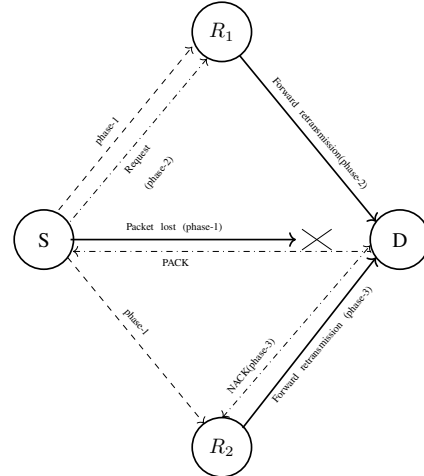 R1
phase-1
Request
(phase-2)
Forward retransmission(phase-2)
S
Packet lost (phase-1)
PACK
D
phase-1
NACK(phase-3)
Forward retransmission (phase-3)
R2